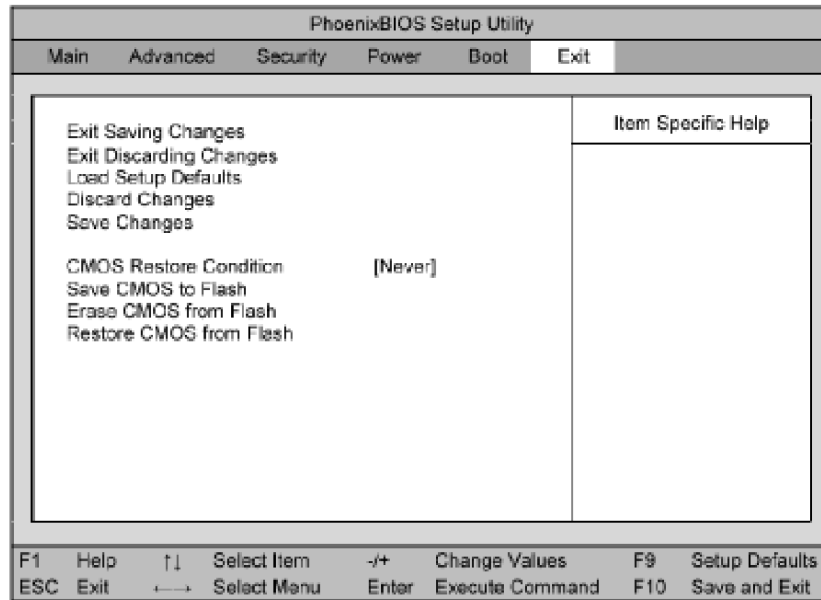 PhoenixBIOS Setup Utility
Main Advanced Security Power Boot Exit
Item Specific Help
Exit Saving Changes
Exit Discarding Changes
Load Setup Defaults
Discard Changes
Save Changes
CMOS Restore Condition [Never]
Save CMOS to Flash
Erase CMOS from Flash
Restore CMOS from Flash
F1 Help ↑↓ Select Item -/+ Change Values F9 Setup Defaults
ESC Exit ←→ Select Menu Enter Execute Command F10 Save and Exit